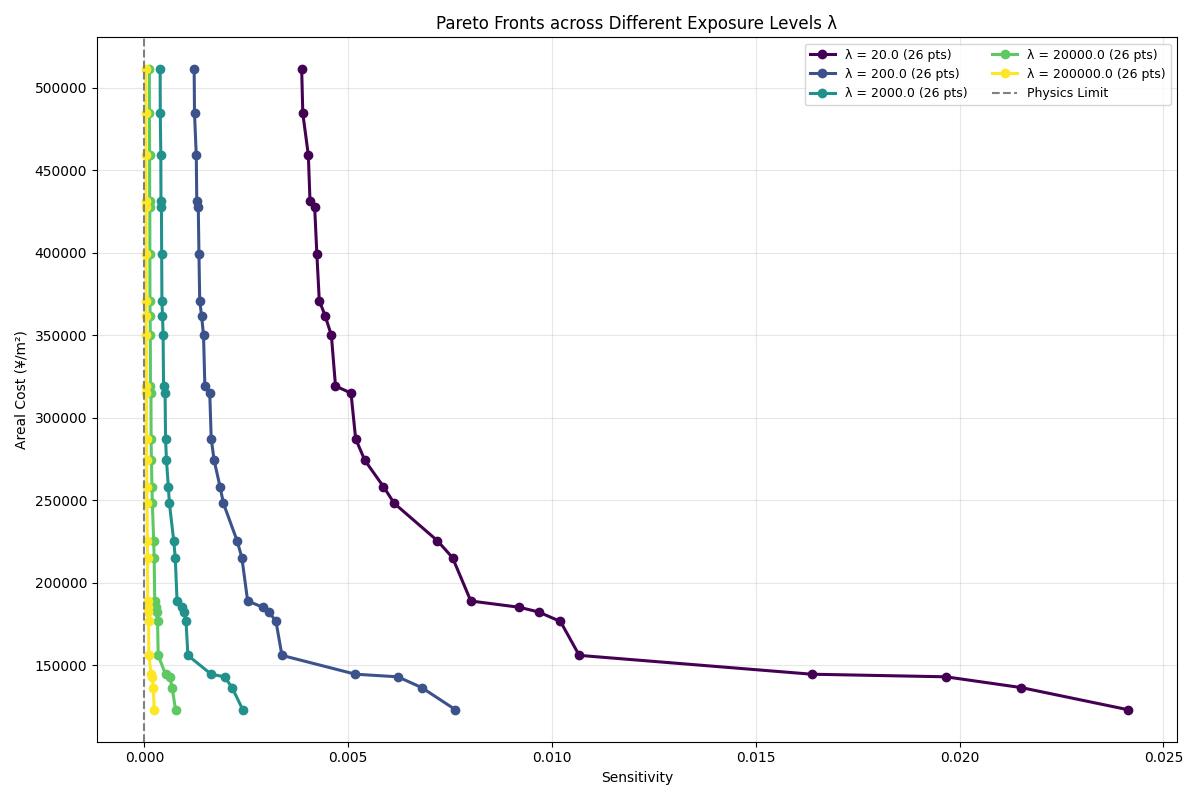 Pareto Fronts across Different Exposure Levels λ
λ = 20.0 (26 pts)
λ = 200.0 (26 pts)
λ = 2000.0 (26 pts)
λ = 20000.0 (26 pts)
λ = 200000.0 (26 pts)
Physics Limit
Areal Cost (¥/m²)
500000
450000
400000
350000
300000
250000
200000
150000
0.000
0.005
0.010
0.015
0.020
0.025
Sensitivity